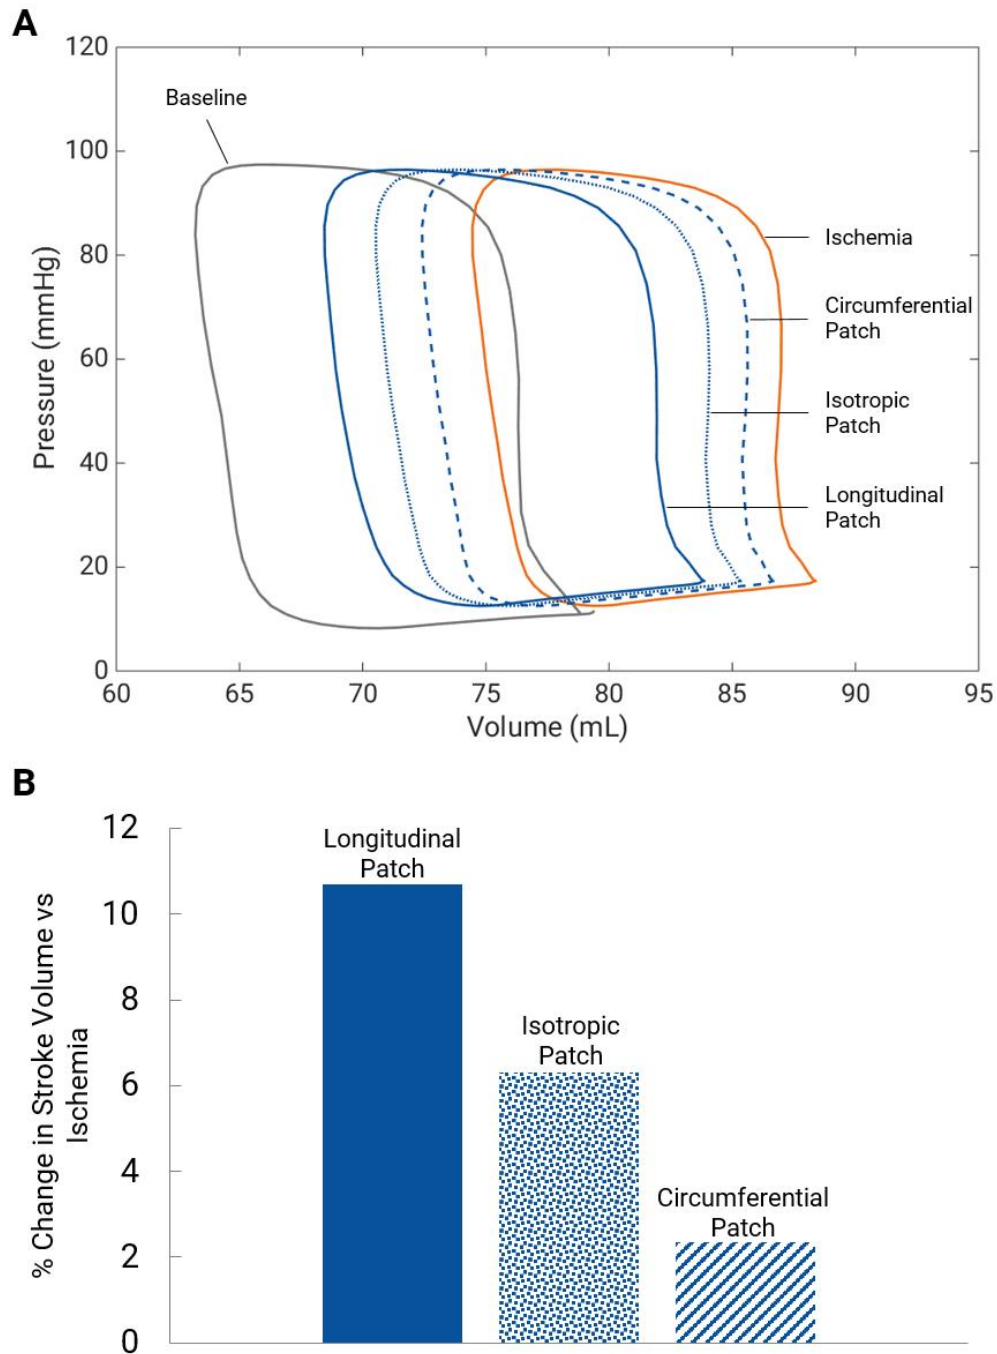 A
120
100
80
60
40
20
0
Pressure (mmHg)
Baseline
Ischemia
Circumferential
Patch
Isotropic
Patch
Longitudinal
Patch
60 65 70 75 80 85 90 95
Volume (mL)
B
12
10
8
6
4
2
0
% Change in Stroke Volume vs
Ischemia
Longitudinal
Patch
Isotropic
Patch
Circumferential
Patch